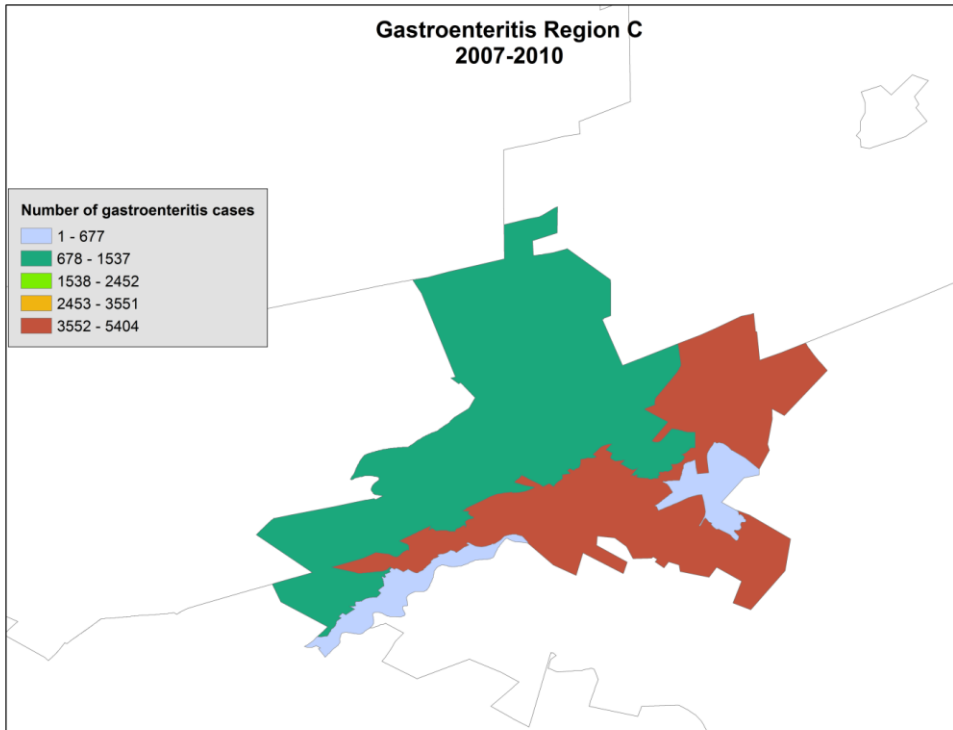 Gastroenteritis Region C
2007-2010
Number of gastroenteritis cases
1 - 677
678 - 1537
1538 - 2452
2453 - 3551
3552 - 5404